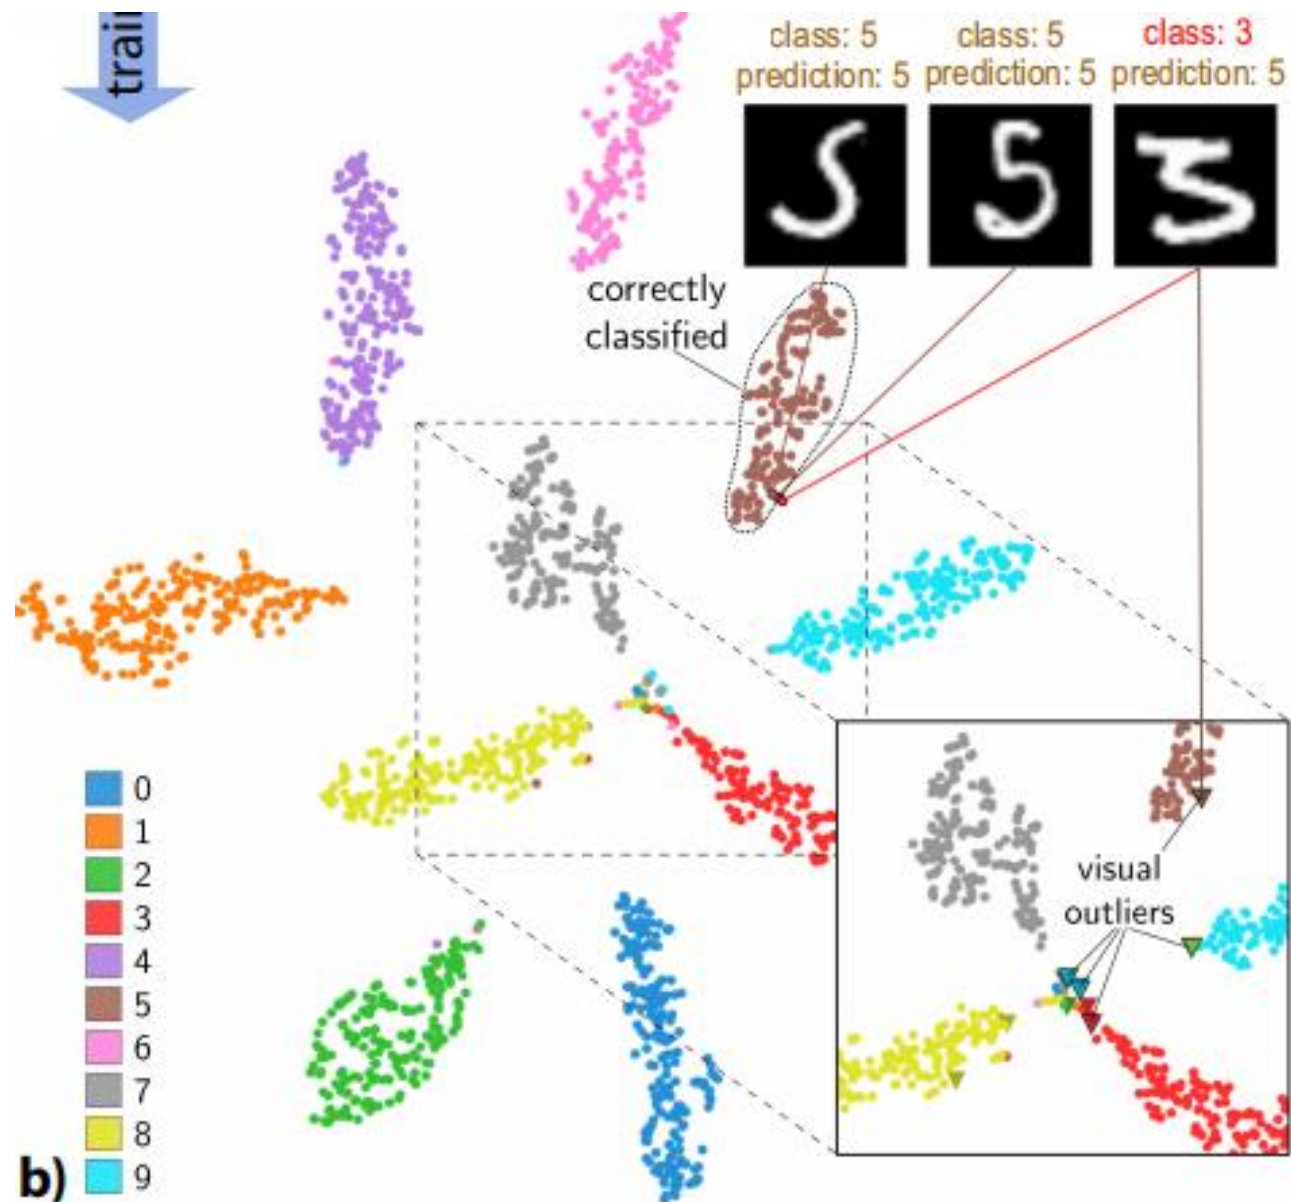 trai
class: 5
prediction: 5
class: 5
prediction: 5
class: 3
prediction: 5
correctly
classified
visual
outliers
0
1
2
3
4
5
6
7
8
9
b)